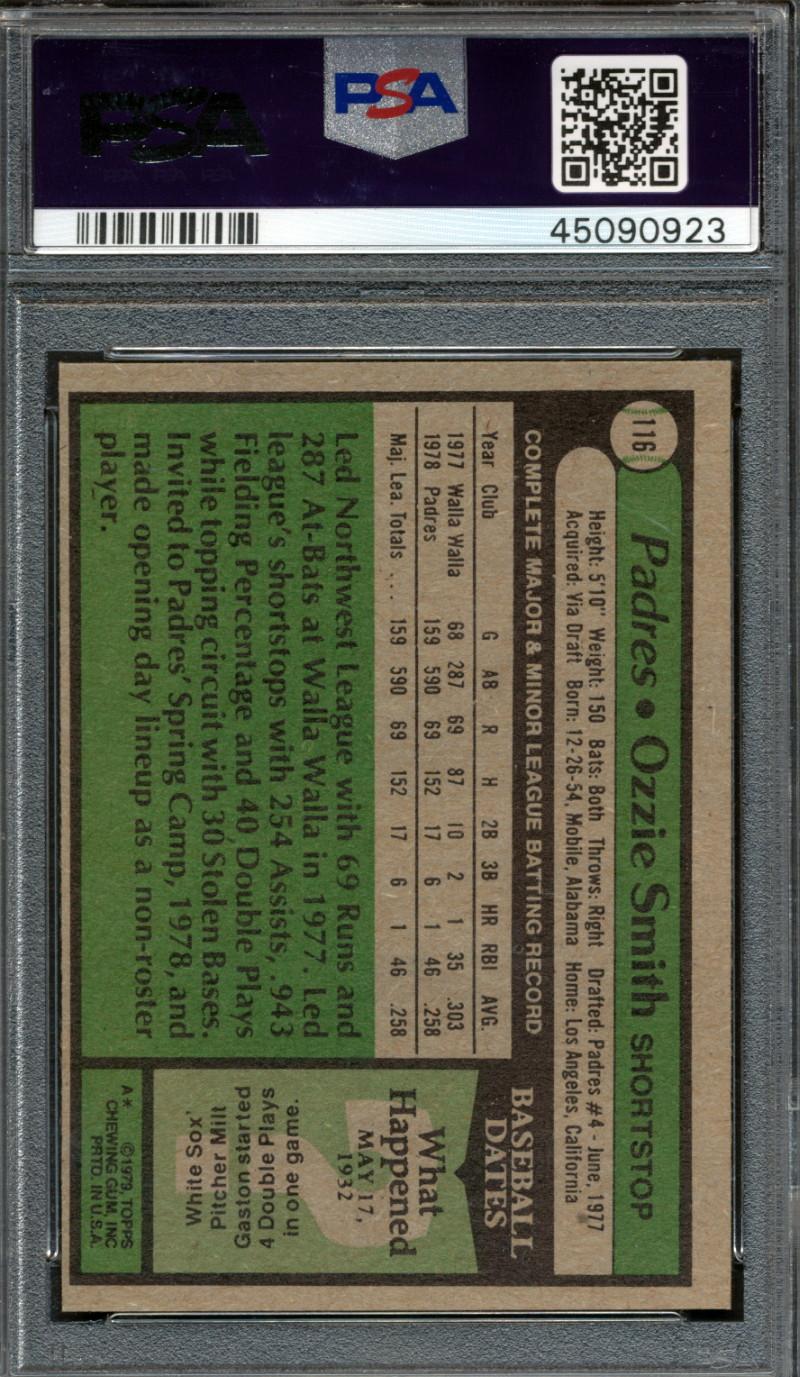 PSA
PSA
45090923
116
Padres • Ozzie Smith SHORTSTOP
Height: 5'10" Weight: 150 Bats: Both Throws: Right Drafted: Padres #4 - June, 1977
Acquired: Via Draft Born: 12-26-54, Mobile, Alabama Home: Los Angeles, California
COMPLETE MAJOR & MINOR LEAGUE BATTING RECORD
Year Club G AB R H 2B 3B HR RBI AVG.
1977 Walla Walla 68 287 69 87 10 2 1 35 .303
1978 Padres 159 590 69 152 17 6 1 46 .258
Maj. Lea. Totals ... 159 590 69 152 17 6 1 46 .258
Led Northwest League with 69 Runs and
287 At-Bats at Walla Walla in 1977. Led
league's shortstops with 254 Assists, .943
Fielding Percentage and 40 Double Plays
while topping circuit with 30 Stolen Bases.
Invited to Padres' Spring Camp, 1978, and
made opening day lineup as a non-roster
player.
BASEBALL
DATES
What
Happened
MAY 17,
1932
White Sox'
Pitcher Milt
Gaston started
4 Double Plays
in one game.
A* ©1979, TOPPS
CHEWING GUM, INC
PRTD. IN U.S.A.